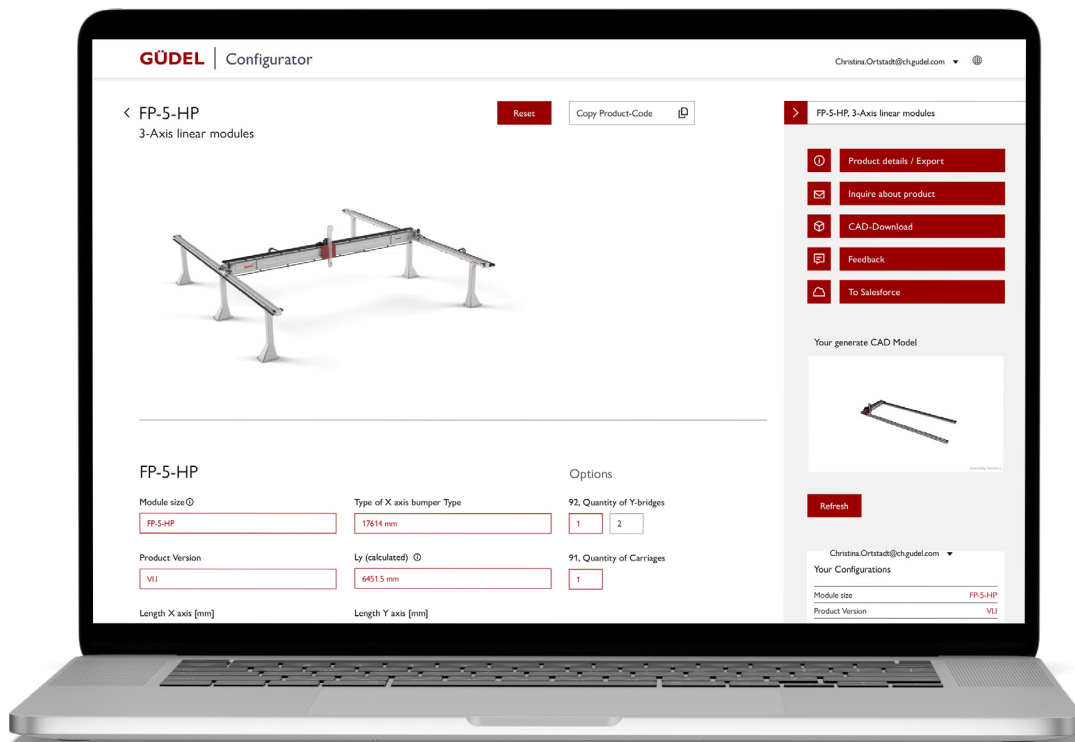 GÜDEL | Configurator
Christina.Ortstadt@ch.gudel.com
FP-5-HP
3-Axis linear modules
Reset
Copy Product-Code
FP-5-HP, 3-Axis linear modules
Product details / Export
Inquire about product
CAD-Download
Feedback
To Salesforce
Your generate CAD Model
Refresh
FP-5-HP
Options
Module size
Type of X axis bumper Type
92, Quantity of Y-bridges
FP-5-HP
17614 mm
1
2
Product Version
Ly (calculated)
91, Quantity of Carriages
VI.I
6451.5 mm
1
Length X axis [mm]
Length Y axis [mm]
Christina.Ortstadt@ch.gudel.com
Your Configurations
Module size FP-5-HP
Product Version VI.I